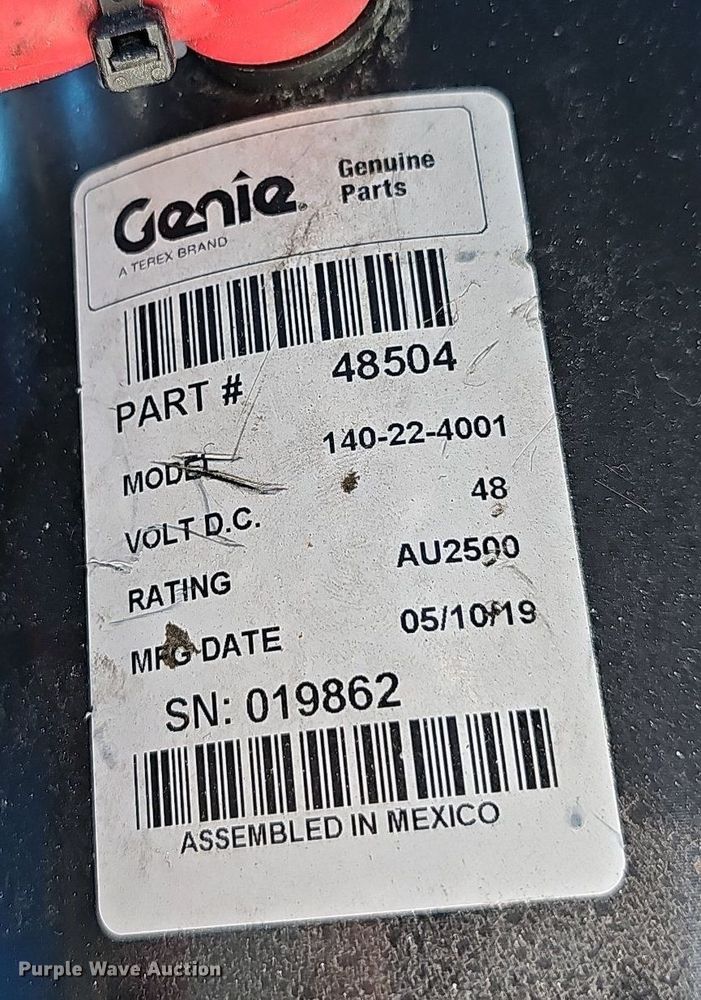 Genie
Genuine
Parts
A TEREX BRAND
PART # 48504
MODEL 140-22-4001
VOLT D.C. 48
RATING AU2500
MFG DATE 05/10/19
SN: 019862
ASSEMBLED IN MEXICO
Purple Wave Auction